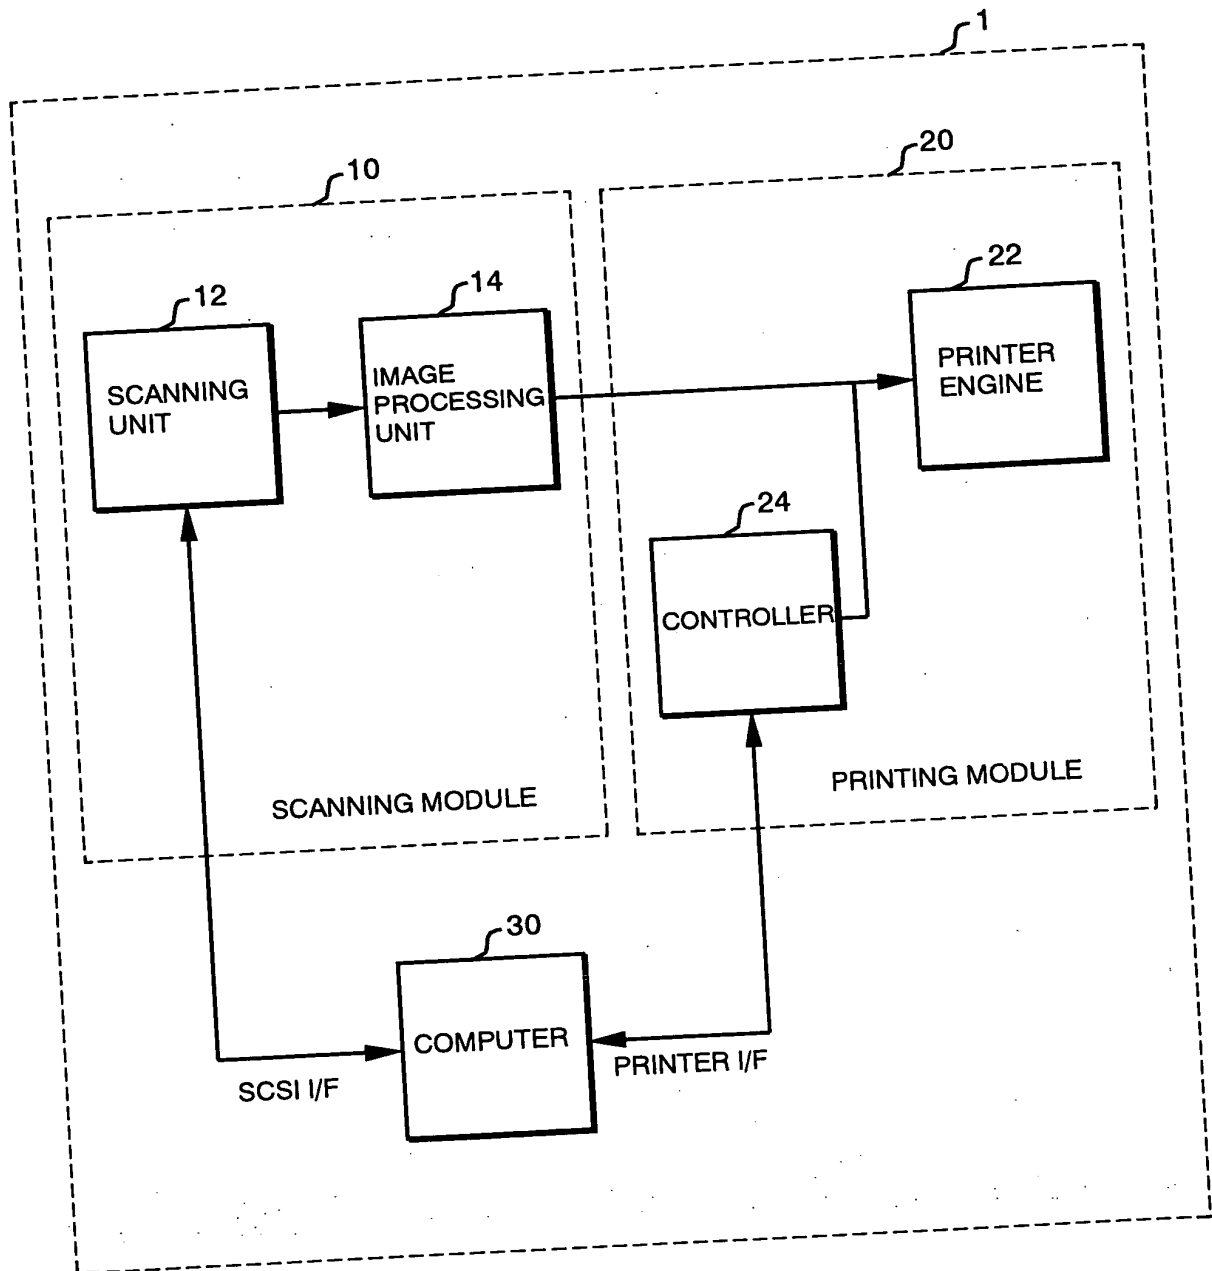 1
10
20
12
14
22
SCANNING
UNIT
IMAGE
PROCESSING
UNIT
PRINTER
ENGINE
24
CONTROLLER
SCANNING MODULE
PRINTING MODULE
30
COMPUTER
SCSI I/F
PRINTER I/F